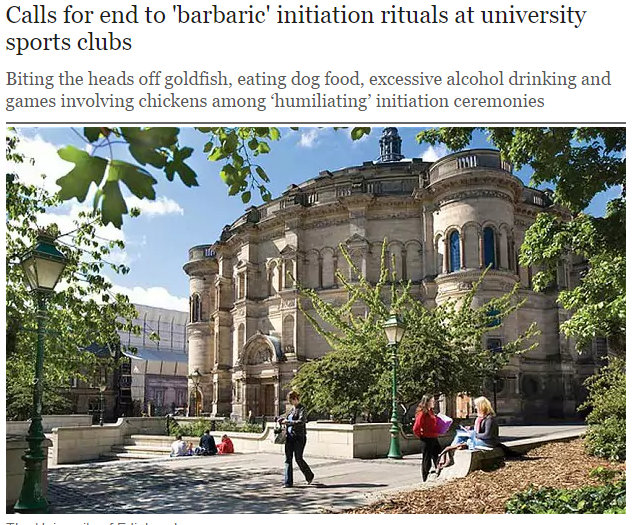 Calls for end to 'barbaric' initiation rituals at university
sports clubs
Biting the heads off goldfish, eating dog food, excessive alcohol drinking and
games involving chickens among ‘humiliating’ initiation ceremonies